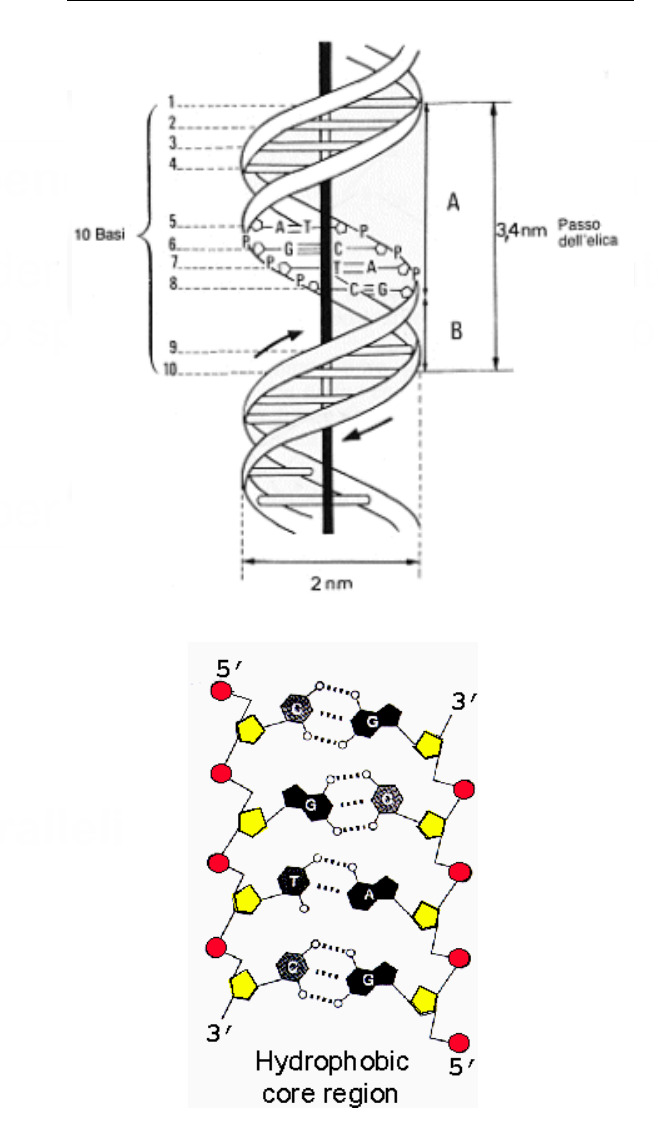 1
2
3
4
A
10 Basi
5
A T P
P
6
G C P
3,4nm Passo
dell'elica
7
P T A P
8
P C G
B
9
10
2 nm
5′
3′
C G
G C
T A
C G
3′
5′
Hydrophobic
core region